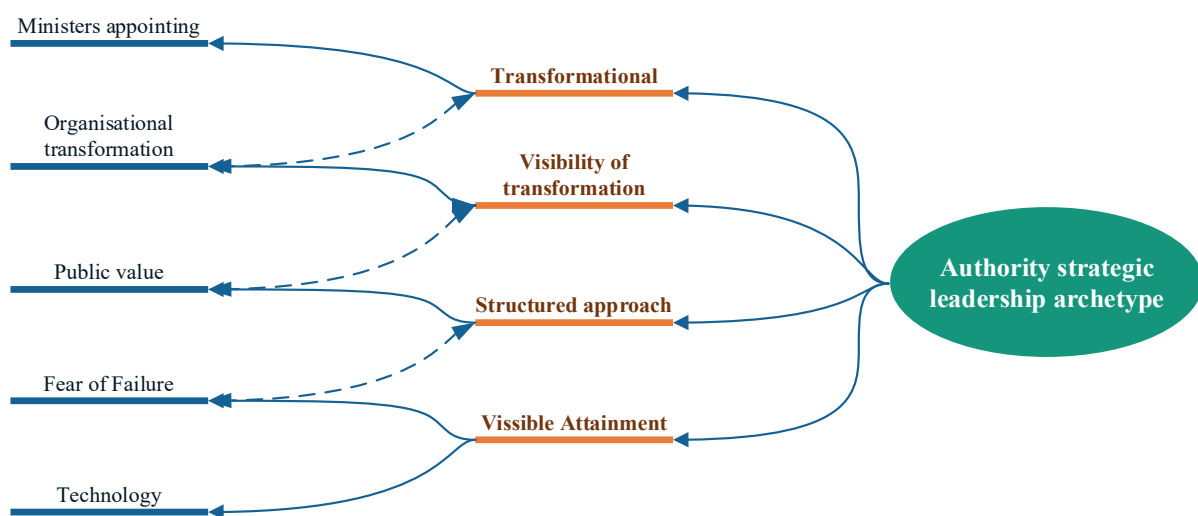 Ministers appointing
Organisational
transformation
Public value
Fear of Failure
Technology
Transformational
Visibility of
transformation
Structured approach
Vissible Attainment
Authority strategic
leadership archetype